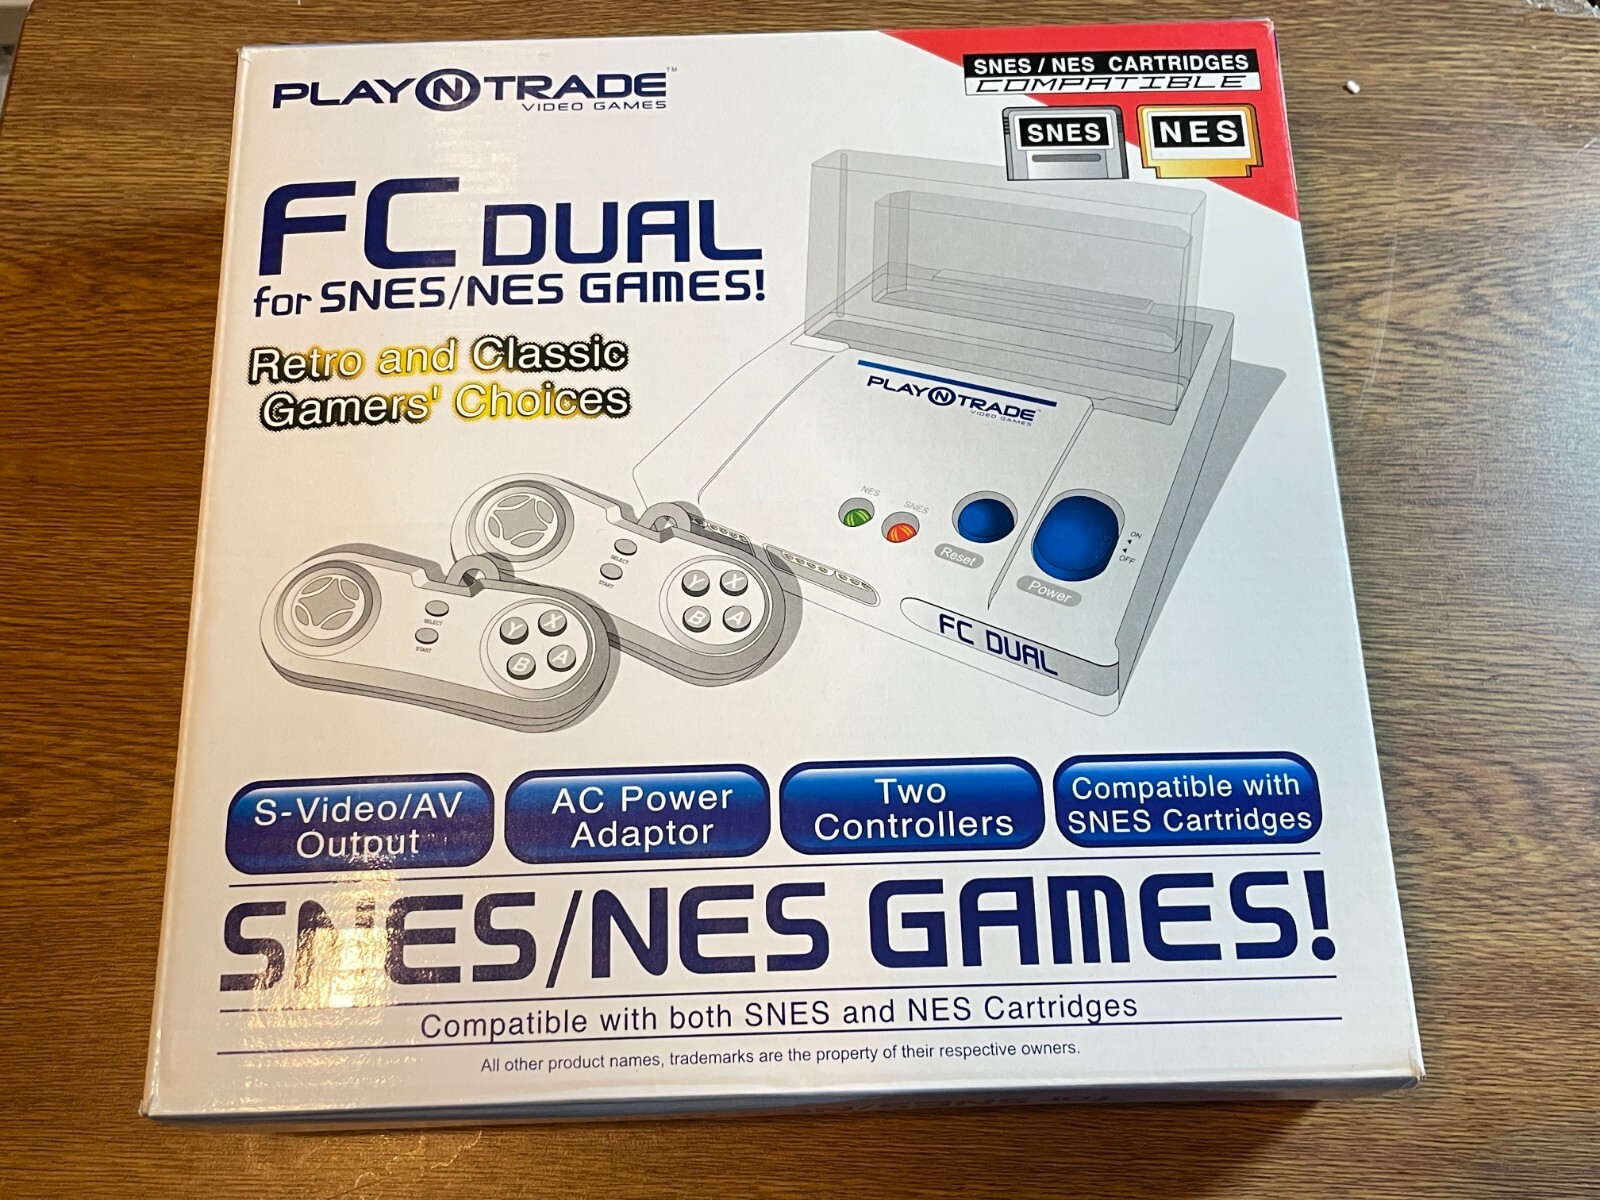 PLAY N TRADE™
VIDEO GAMES
SNES / NES CARTRIDGES
COMPATIBLE
SNES
NES
FC DUAL
for SNES/NES GAMES!
Retro and Classic
Gamers' Choices
PLAY N TRADE
VIDEO GAMES
NES
SNES
Reset
ON
OFF
Power
FC DUAL
SELECT
START
Y
X
B
A
SELECT
START
Y
X
B
A
S-Video/AV
Output
AC Power
Adaptor
Two
Controllers
Compatible with
SNES Cartridges
SNES/NES GAMES!
Compatible with both SNES and NES Cartridges
All other product names, trademarks are the property of their respective owners.